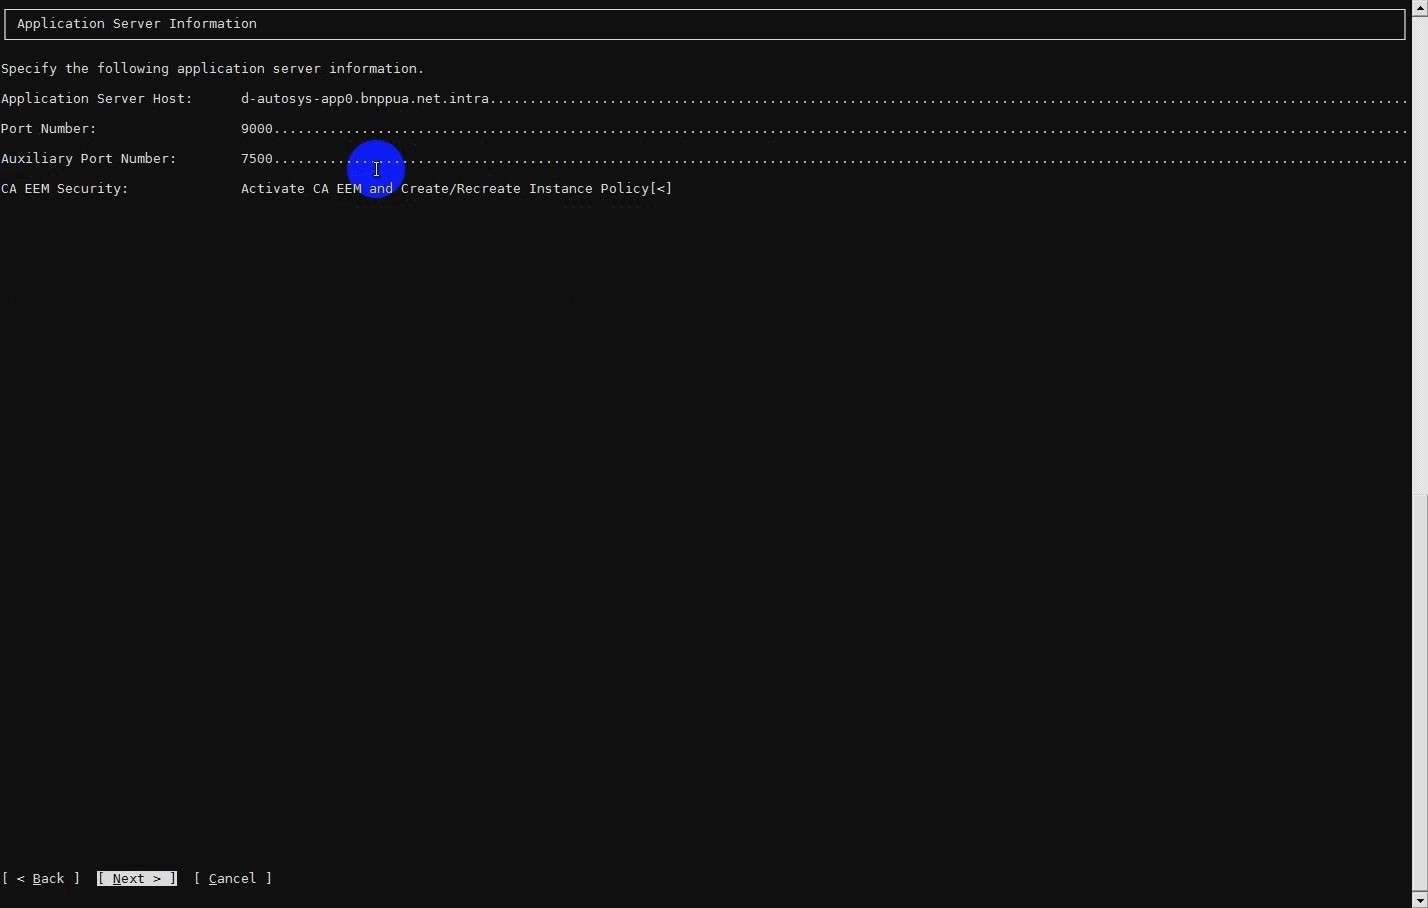 Application Server Information
Specify the following application server information.
Application Server Host: d-autosys-app0.bnppua.net.intra..................................................................................................................
Port Number: 9000..............................................................................................................................................
Auxiliary Port Number: 7500..............................................................................................................................................
CA EEM Security: Activate CA EEM and Create/Recreate Instance Policy[<]
[ < Back ] [ Next > ] [ Cancel ]